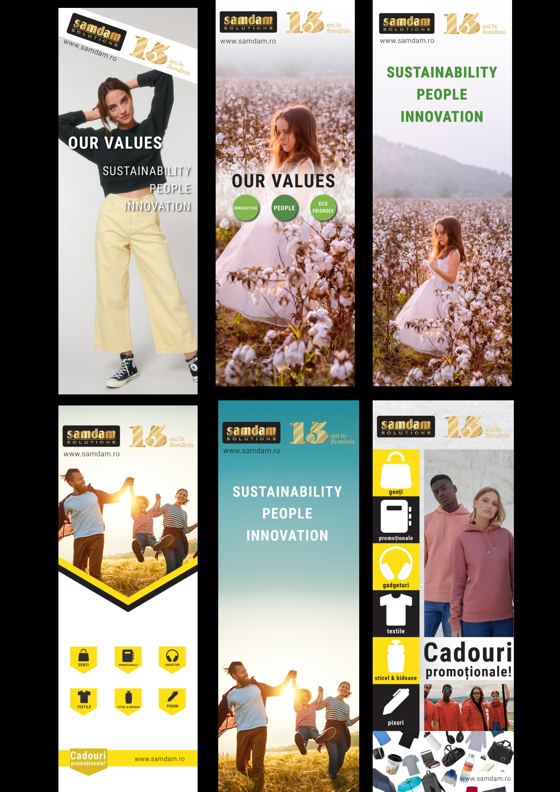 samdam
SOLUTIONS
13
ani în
România
www.samdam.ro
OUR VALUES
SUSTAINABILITY
PEOPLE
INNOVATION
samdam
SOLUTIONS
13
ani în
România
www.samdam.ro
OUR VALUES
INNOVATION
PEOPLE
ECO
FRIENDLY
samdam
SOLUTIONS
13
ani în
România
www.samdam.ro
SUSTAINABILITY
PEOPLE
INNOVATION
samdam
SOLUTIONS
13
ani în
România
www.samdam.ro
GENȚI
PROMOȚIONALE
GADGETURI
TEXTILE
STICLE & BIDOANE
PIXURI
Cadouri
promoționale!
www.samdam.ro
samdam
SOLUTIONS
13
ani în
România
www.samdam.ro
SUSTAINABILITY
PEOPLE
INNOVATION
samdam
SOLUTIONS
13
ani în
România
genți
promoționale
gadgeturi
textile
sticle & bidoane
pixuri
Cadouri
promoționale!
www.samdam.ro